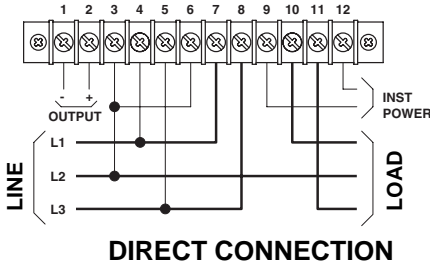 1 2 3 4 5 6 7 8 9 10 11 12
- +
OUTPUT
INST
POWER
LINE
L1
L2
L3
LOAD
DIRECT CONNECTION